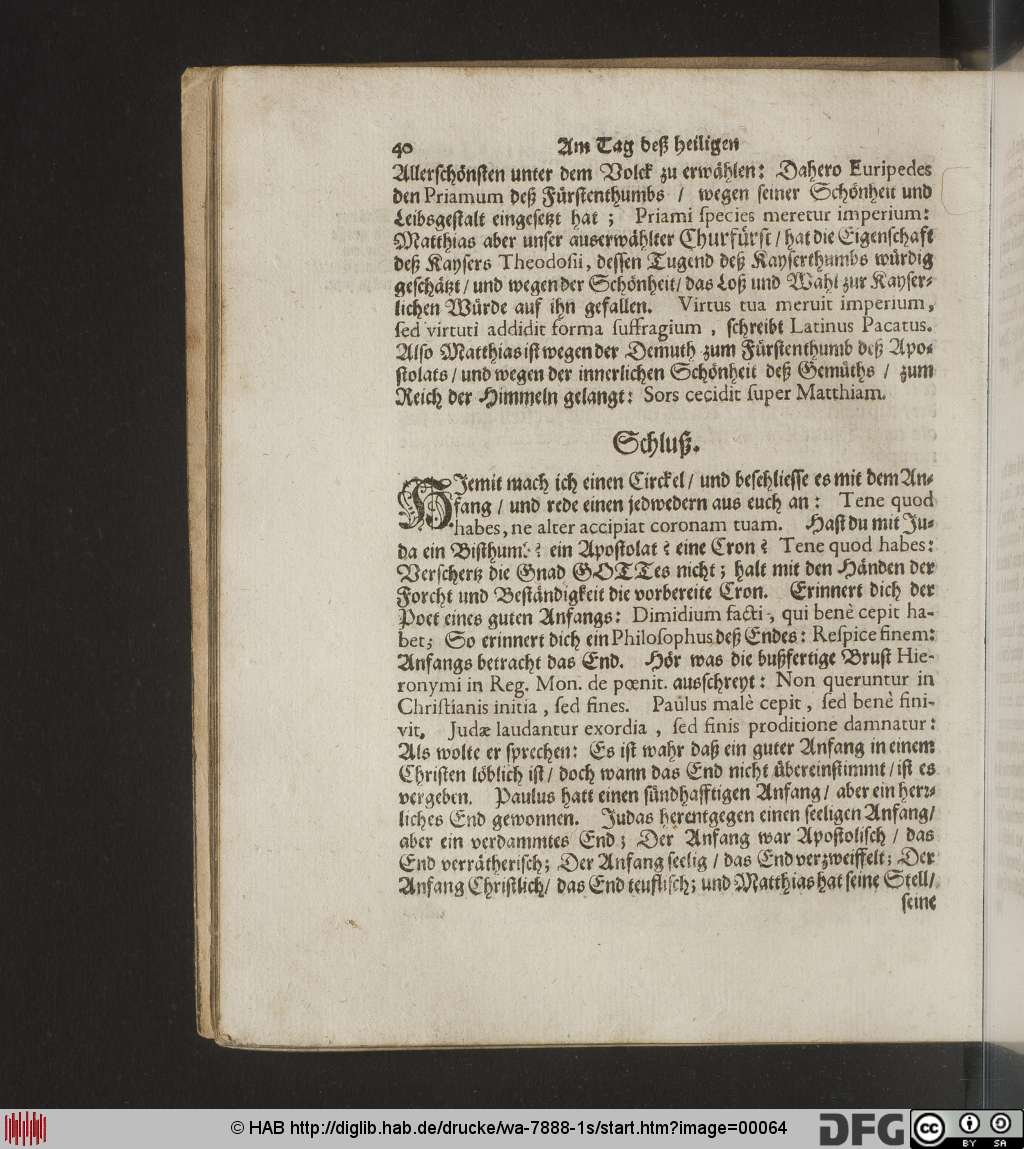 40 Am Tag deß heiligen
Allerschönsten unter dem Volck zu erwählen: Dahero Euripedes
den Priamum deß Fürstenthumbs / wegen seiner Schönheit und
Leibsgestalt eingesetzt hat ; Priami ſpecies meretur imperium:
Matthias aber unser auserwählter Churfürst / hat die Eigenschafft
deß Kaysers Theodoſii, dessen Tugend deß Kayserthumbs würdig
geschätzt / und wegen der Schönheit / das Loß und Wahl zur Kayser-
lichen Würde auf ihn gefallen. Virtus tua meruit imperium,
ſed virtuti addidit forma ſuffragium , schreibt Latinus Pacatus.
Also Matthias ist wegen der Demuth zum Fürstenthumb deß Apo-
stolats / und wegen der innerlichen Schönheit deß Gemüths / zum
Reich der Himmeln gelangt: Sors cecidit ſuper Matthiam.
Schluß.
HJemit mach ich einen Circkel / und beschliesse es mit dem An-
fang / und rede einen jedwedern aus euch an : Tene quod
habes, ne alter accipiat coronam tuam. Hast du mit Ju-
da ein Bisthumb? ein Apostolat? eine Cron? Tene quod habes:
Verschertz die Gnad GOTTes nicht ; halt mit den Händen der
Forcht und Beständigkeit die vorbereite Cron. Erinnert dich der
Poet eines guten Anfangs: Dimidium facti, qui benè cepit ha-
bet; So erinnert dich ein Philoſophus deß Endes: Reſpice finem:
Anfangs betracht das End. Hör was die bußfertige Brust Hie-
ronymi in Reg. Mon. de pœnit. ausschreyt: Non queruntur in
Chriſtianis initia , ſed fines. Paulus malè cepit , ſed benè fini-
vit. Judæ laudantur exordia , ſed finis proditione damnatur:
Als wolte er sprechen: Es ist wahr daß ein guter Anfang in einem
Christen löblich ist / doch wann das End nicht übereinstimmt / ist es
vergeben. Paulus hatt einen sündhafftigen Anfang / aber ein herr-
liches End gewonnen. Judas herentgegen einen seeligen Anfang /
aber ein verdammtes End ; Der Anfang war Apostolisch / das
End verrätherisch; Der Anfang seelig / das End verzweiffelt; Der
Anfang Christlich / das End teuflisch; und Matthias hat seine Stell /
seine
© HAB http://diglib.hab.de/drucke/wa-7888-1s/start.htm?image=00064
DFG
cc BY SA